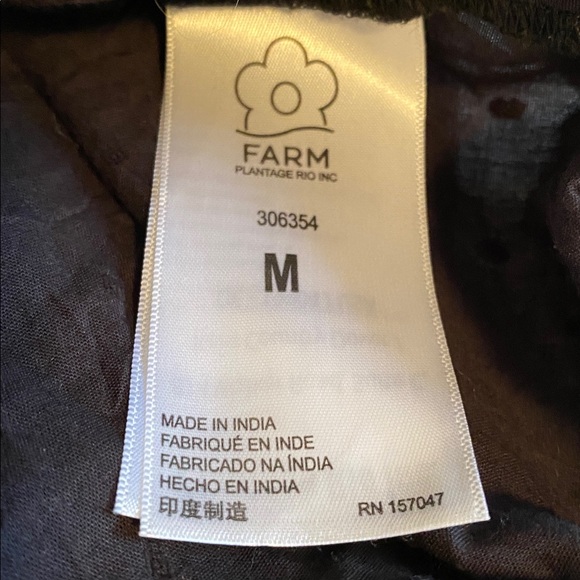 FARM
PLANTAGE RIO INC
306354
M
MADE IN INDIA
FABRIQUÉ EN INDE
FABRICADO NA ÍNDIA
HECHO EN INDIA
印度制造
RN 157047